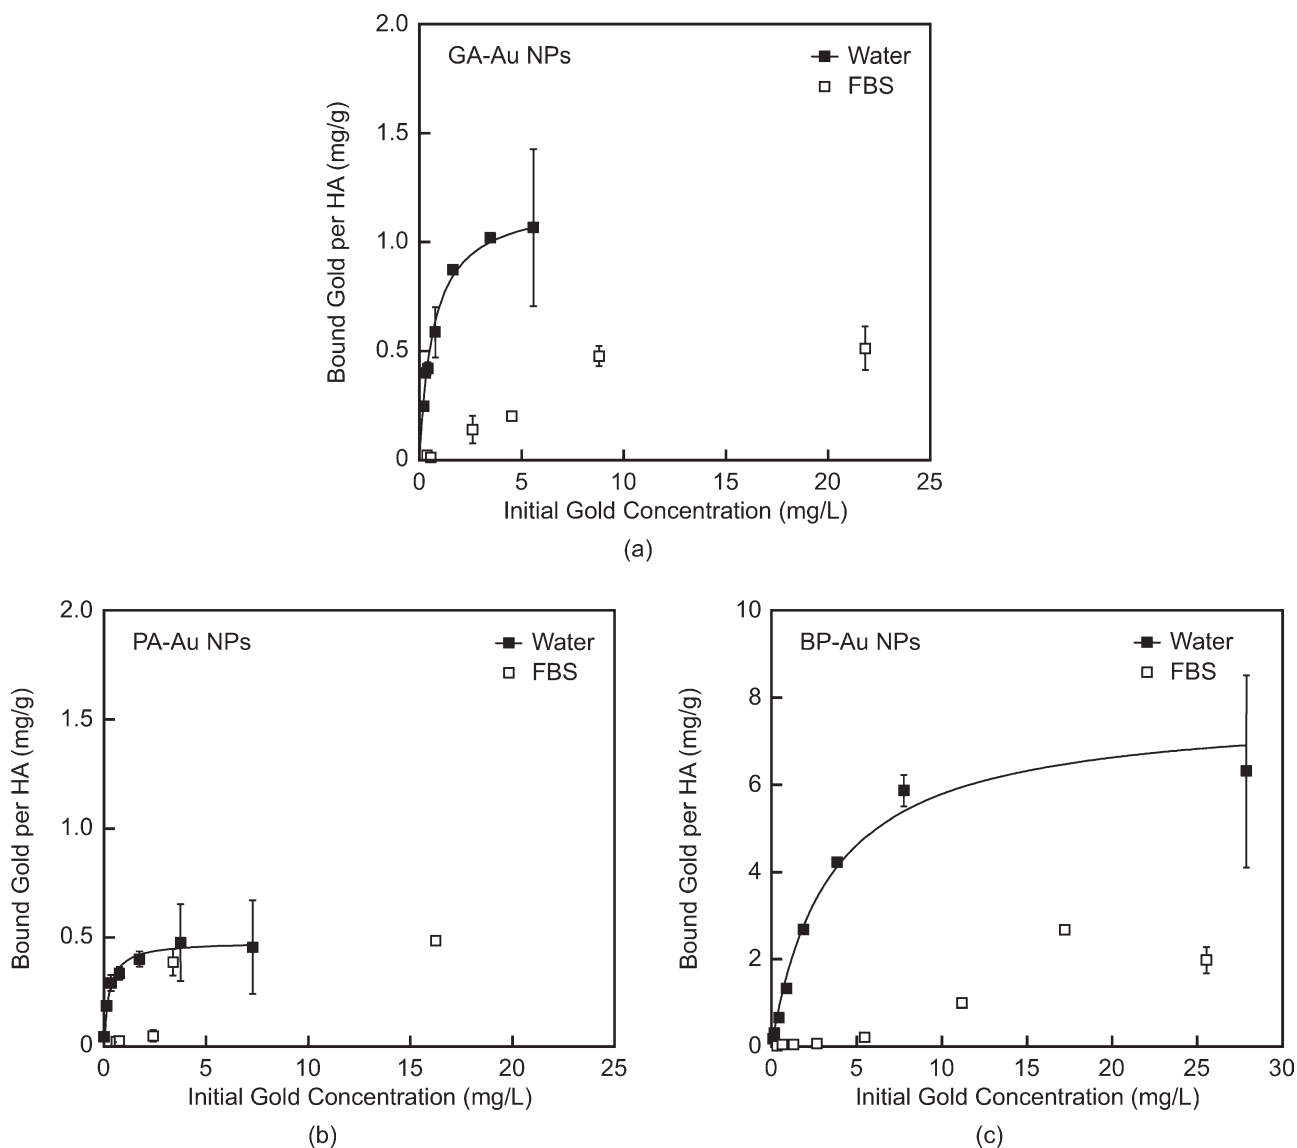 GA-Au NPs
Water
FBS
Bound Gold per HA (mg/g)
2.0
1.5
1.0
0.5
0
0 5 10 15 20 25
Initial Gold Concentration (mg/L)
(a)
PA-Au NPs
Water
FBS
Bound Gold per HA (mg/g)
2.0
1.5
1.0
0.5
0
0 5 10 15 20 25
Initial Gold Concentration (mg/L)
(b)
BP-Au NPs
Water
FBS
Bound Gold per HA (mg/g)
10
8
6
4
2
0
0 5 10 15 20 25 30
Initial Gold Concentration (mg/L)
(c)